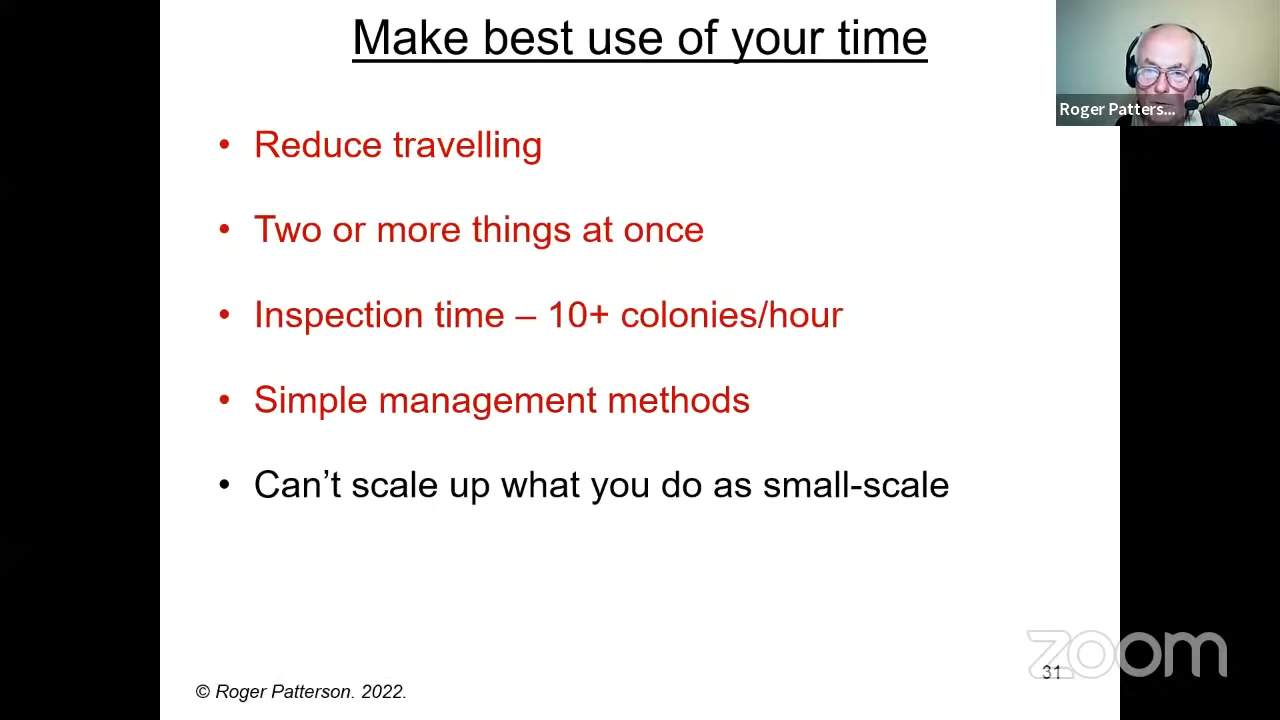 Make best use of your time
Roger Patters...
• Reduce travelling
• Two or more things at once
• Inspection time – 10+ colonies/hour
• Simple management methods
• Can’t scale up what you do as small-scale
zoom
31
© Roger Patterson. 2022.